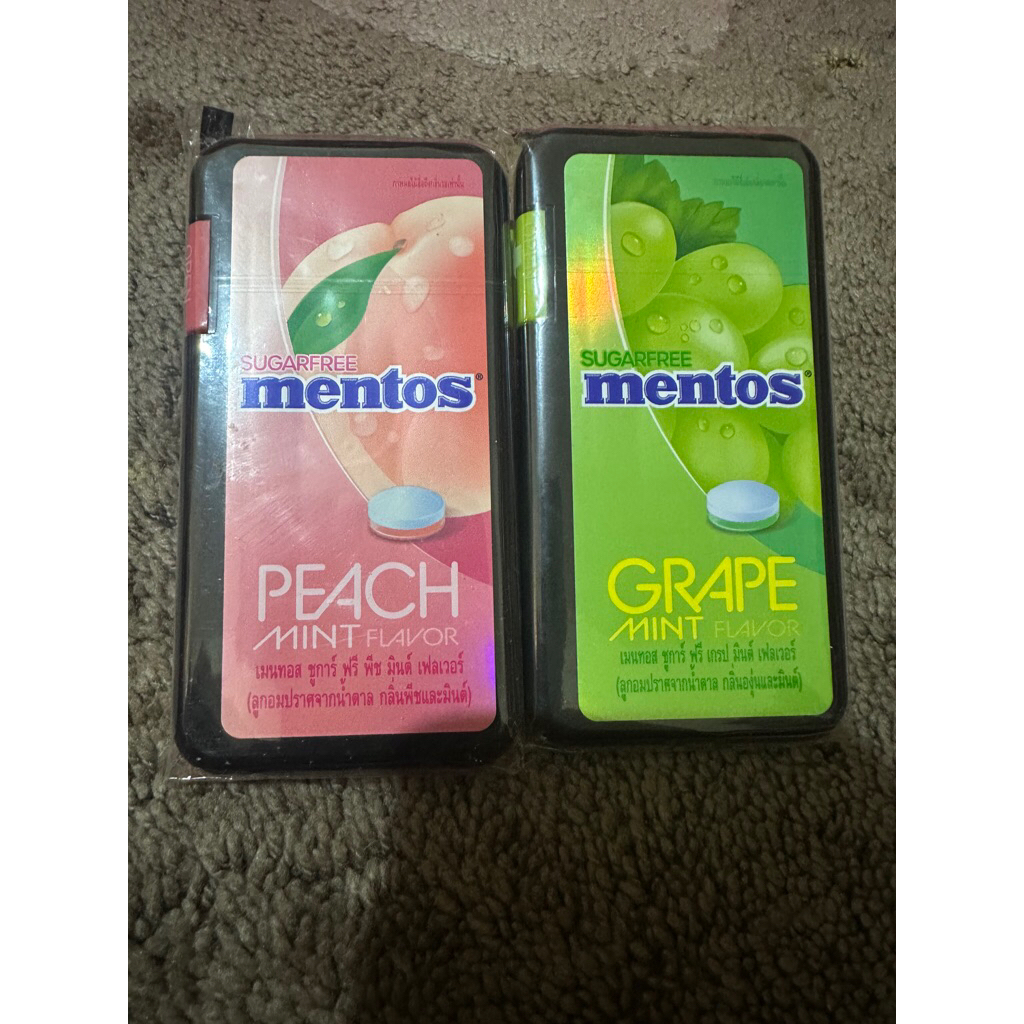 SUGARFREE
mentos®
PEACH
MINT FLAVOR
เมนทอส ชูการ์ ฟรี พีช มินต์ เฟลเวอร์
(ลูกอมปราศจากน้ำตาล กลิ่นพีชและมินต์)
SUGARFREE
mentos®
GRAPE
MINT FLAVOR
เมนทอส ชูการ์ ฟรี เกรป มินต์ เฟลเวอร์
(ลูกอมปราศจากน้ำตาล กลิ่นองุ่นและมินต์)